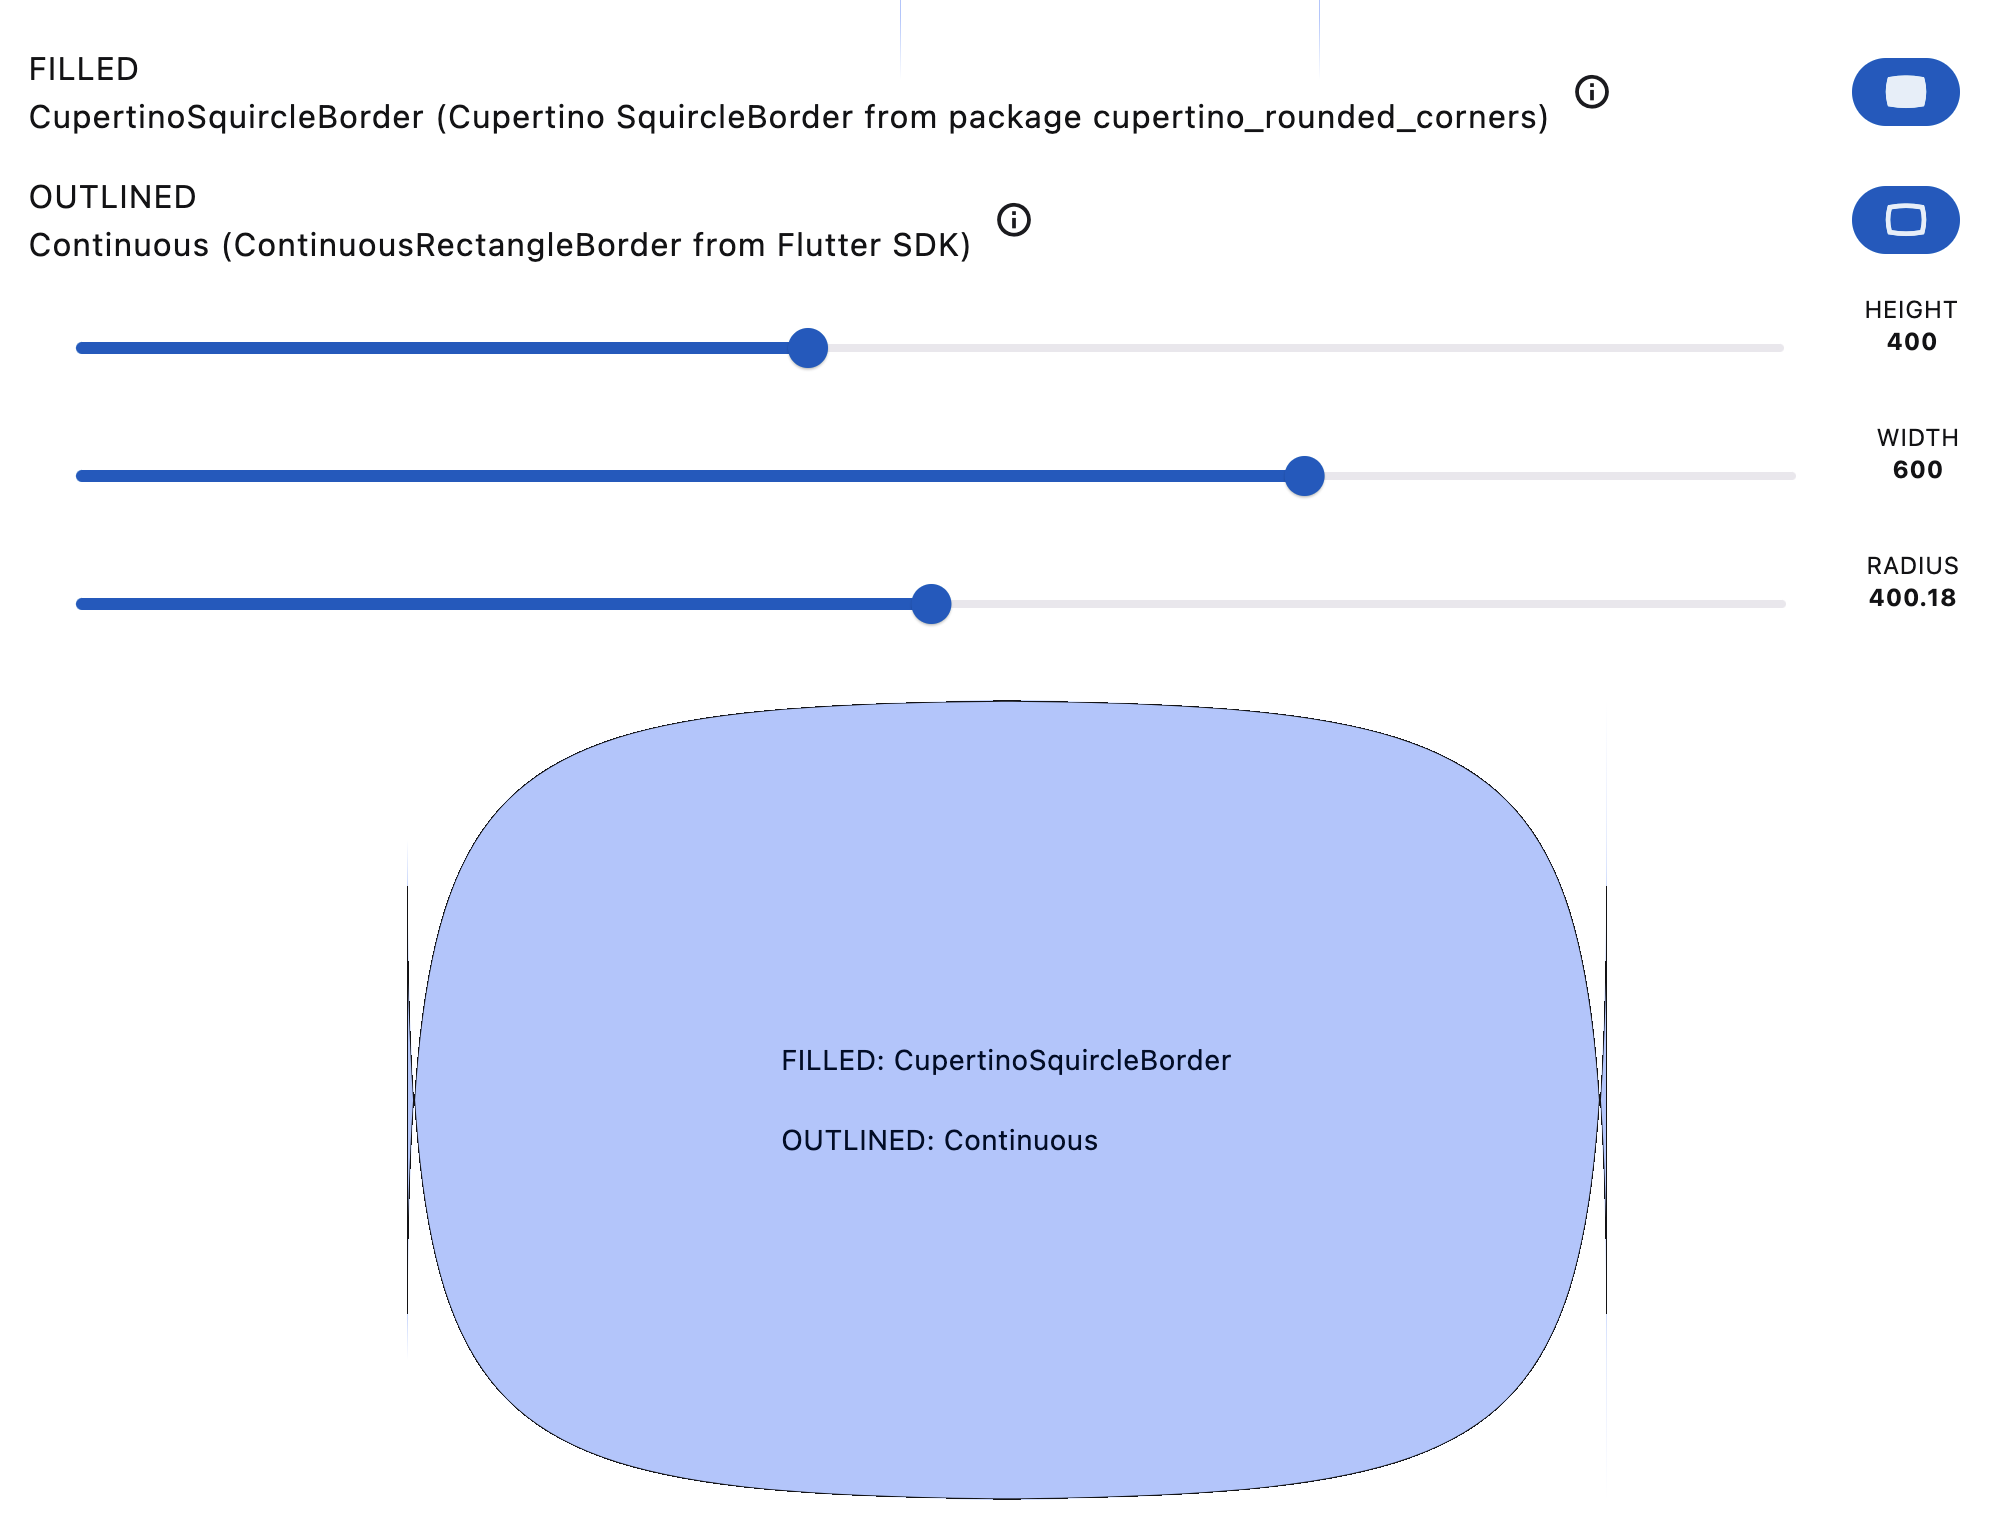 FILLED
CupertinoSquircleBorder (Cupertino SquircleBorder from package cupertino_rounded_corners)
OUTLINED
Continuous (ContinuousRectangleBorder from Flutter SDK)
HEIGHT
400
WIDTH
600
RADIUS
400.18
FILLED: CupertinoSquircleBorder
OUTLINED: Continuous